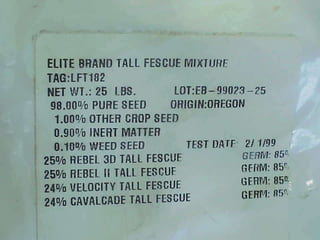 ELITE BRAND TALL FESCUE MIXTURE
TAG:LFT182
NET WT.: 25 LBS. LOT:EB-99023-25
98.00% PURE SEED ORIGIN:OREGON
1.00% OTHER CROP SEED
0.90% INERT MATTER
0.10% WEED SEED TEST DATE 2/1/99
25% REBEL 3D TALL FESCUE GERM: 85%
25% REBEL II TALL FESCUE GERM: 85%
24% VELOCITY TALL FESCUE GERM: 85%
24% CAVALCADE TALL FESCUE GERM: 85%